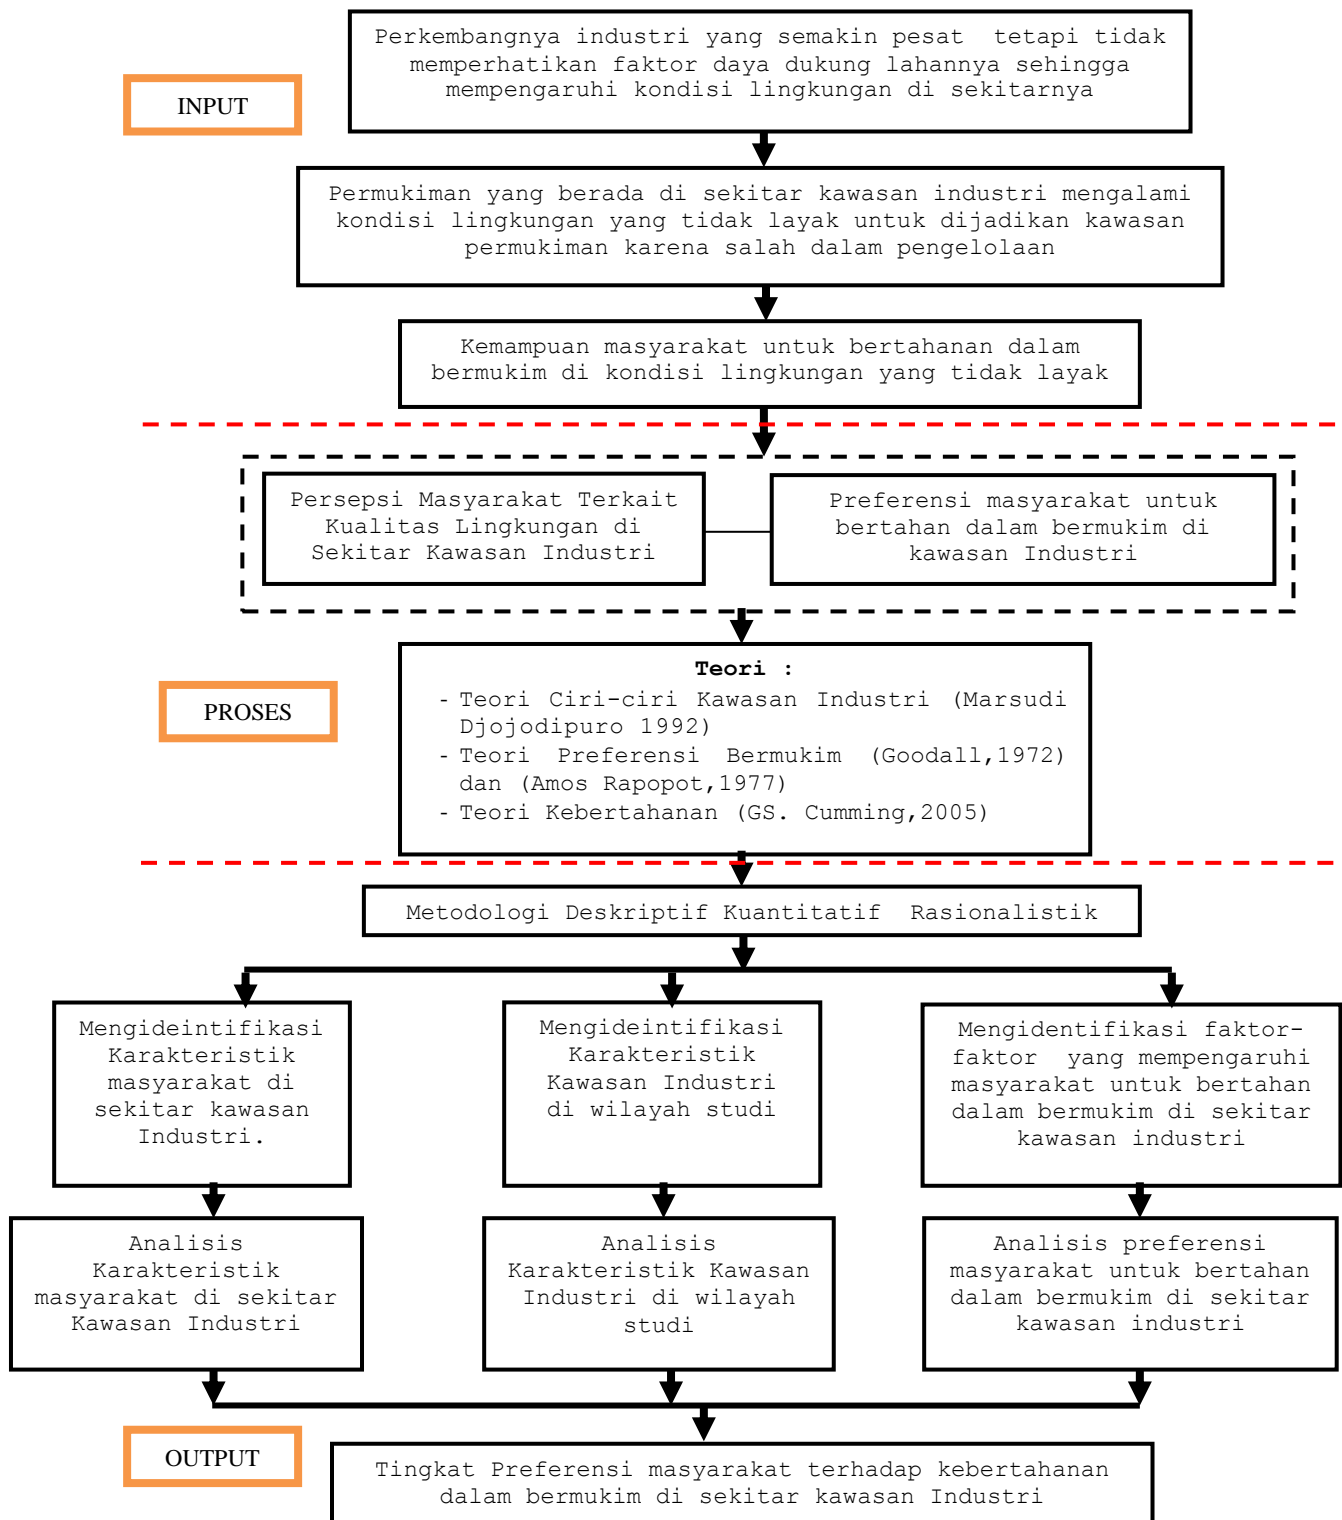 Perkembangnya industri yang semakin pesat tetapi tidak
memperhatikan faktor daya dukung lahannya sehingga
mempengaruhi kondisi lingkungan di sekitarnya
INPUT
Permukiman yang berada di sekitar kawasan industri mengalami
kondisi lingkungan yang tidak layak untuk dijadikan kawasan
permukiman karena salah dalam pengelolaan
Kemampuan masyarakat untuk bertahanan dalam
bermukim di kondisi lingkungan yang tidak layak
Persepsi Masyarakat Terkait
Kualitas Lingkungan di
Sekitar Kawasan Industri
Preferensi masyarakat untuk
bertahan dalam bermukim di
kawasan Industri
PROSES
Teori :
- Teori Ciri-ciri Kawasan Industri (Marsudi
Djojodipuro 1992)
- Teori Preferensi Bermukim (Goodall,1972)
dan (Amos Rapopot,1977)
- Teori Kebertahanan (GS. Cumming,2005)
Metodologi Deskriptif Kuantitatif Rasionalistik
Mengideintifikasi
Karakteristik
masyarakat di
sekitar kawasan
Industri.
Mengideintifikasi
Karakteristik
Kawasan Industri
di wilayah studi
Mengidentifikasi faktor-
faktor yang mempengaruhi
masyarakat untuk bertahan
dalam bermukim di sekitar
kawasan industri
Analisis
Karakteristik
masyarakat di sekitar
Kawasan Industri
Analisis
Karakteristik Kawasan
Industri di wilayah
studi
Analisis preferensi
masyarakat untuk bertahan
dalam bermukim di sekitar
kawasan industri
OUTPUT
Tingkat Preferensi masyarakat terhadap kebertahanan
dalam bermukim di sekitar kawasan Industri